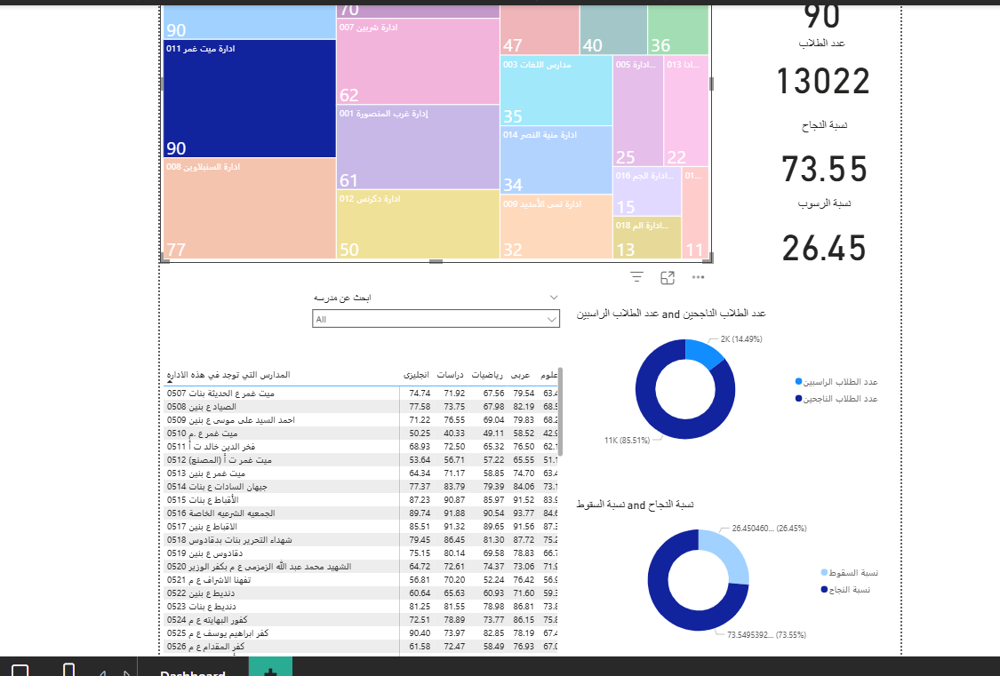 90
70
47
40
36
90
عدد الطلاب
13022
نسبة النجاح
73.55
نسبة الرسوب
26.45
ادارة ميت غمر 011
90
ادارة شربين 007
62
مدارس اللغات 003
35
ادارة... 005
25
ادا... 013
22
إدارة غرب المنصورة 001
61
ادارة منية النصر 014
34
ادارة السنبلاوين 008
77
ادارة دكرنس 012
50
ادارة تمى الأمديد 009
32
ادارة الجم... 016
15
01...
11
ادارة الم... 018
13
ابحث عن مدرسه
All
المدارس التي توجد في هذه الادارة انجليزى دراسات رياضيات عربى علوم
ميت غمر ع الحديثة بنات 0507 74.74 71.92 67.56 79.54 63.4
الصياد ع بنين 0508 77.58 73.75 67.98 82.19 68.5
احمد السيد على موسى ع بنين 0509 71.22 76.55 69.04 79.83 68.2
ميت غمر ع .م 0510 50.25 40.33 49.11 58.52 42.9
فخر الدين خالد ت أ 0511 68.93 72.50 65.32 76.50 62.1
ميت غمر ت أ (المصنع) 0512 53.64 56.71 57.22 65.55 51.1
ميت غمر ع بنين 0513 64.34 71.17 58.85 74.70 63.4
جيهان السادات ع بنات 0514 77.37 83.79 79.39 84.06 73.1
الأقباط ع بنات 0515 87.23 90.87 85.97 91.52 83.9
الجمعيه الشرعيه الخاصة 0516 89.74 91.88 90.54 93.77 84.6
الاقباط ع بنين 0517 85.51 91.32 89.65 91.56 87.3
شهداء التحرير بنات بدقادوس 0518 79.45 86.45 81.30 87.72 75.2
دقادوس ع بنين 0519 75.15 80.14 69.58 78.83 66.7
الشهيد محمد عبد الله الزمزمى ع م بكفر الوزير 0520 64.72 72.61 74.37 73.06 71.9
تفهنا الاشراف ع م 0521 56.81 70.20 52.24 76.42 56.9
دنديط ع بنين 0522 60.64 65.63 60.93 71.60 59.3
دنديط ع بنات 0523 81.25 81.55 78.98 86.81 73.8
كفور البهايته ع م 0524 72.51 78.89 73.77 86.15 75.8
كفر ابراهيم يوسف ع م 0525 90.40 73.97 82.85 78.19 67.4
كفر المقدام ع م 0526 61.58 72.47 58.49 76.93 67.0
عدد الطلاب الناجحين and عدد الطلاب الراسبين
2K (14.49%)
عدد الطلاب الراسبين
عدد الطلاب الناجحين
11K (85.51%)
نسبة النجاح and نسبة السقوط
26.450460... (26.45%)
نسبة السقوط
نسبة النجاح
73.5495392... (73.55%)
Dashboard